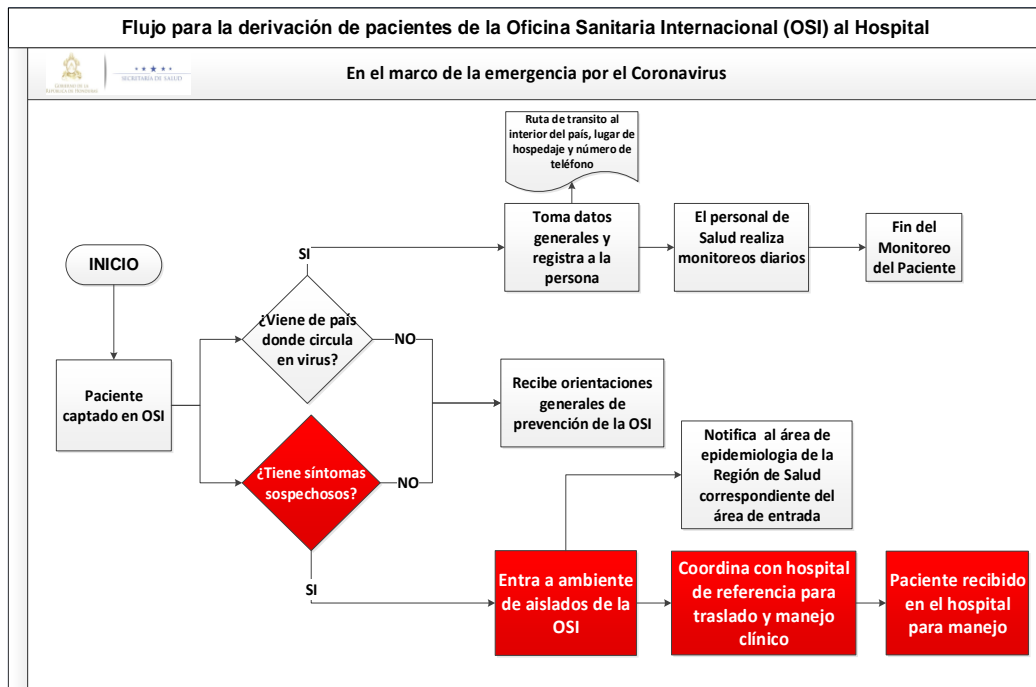 Flujo para la derivación de pacientes de la Oficina Sanitaria Internacional (OSI) al Hospital
GOBIERNO DE LA
REPÚBLICA DE HONDURAS
SECRETARÍA DE SALUD
En el marco de la emergencia por el Coronavirus
Ruta de transito al
interior del país, lugar de
hospedaje y número de
teléfono
INICIO
SI
Toma datos
generales y
registra a la
persona
El personal de
Salud realiza
monitoreos diarios
Fin del
Monitoreo
del Paciente
¿Viene de país
donde circula
en virus?
NO
Paciente
captado en OSI
Recibe orientaciones
generales de
prevención de la OSI
¿Tiene síntomas
sospechosos?
NO
Notifica al área de
epidemiologia de la
Región de Salud
correspondiente del
área de entrada
SI
Entra a ambiente
de aislados de la
OSI
Coordina con hospital
de referencia para
traslado y manejo
clínico
Paciente recibido
en el hospital
para manejo